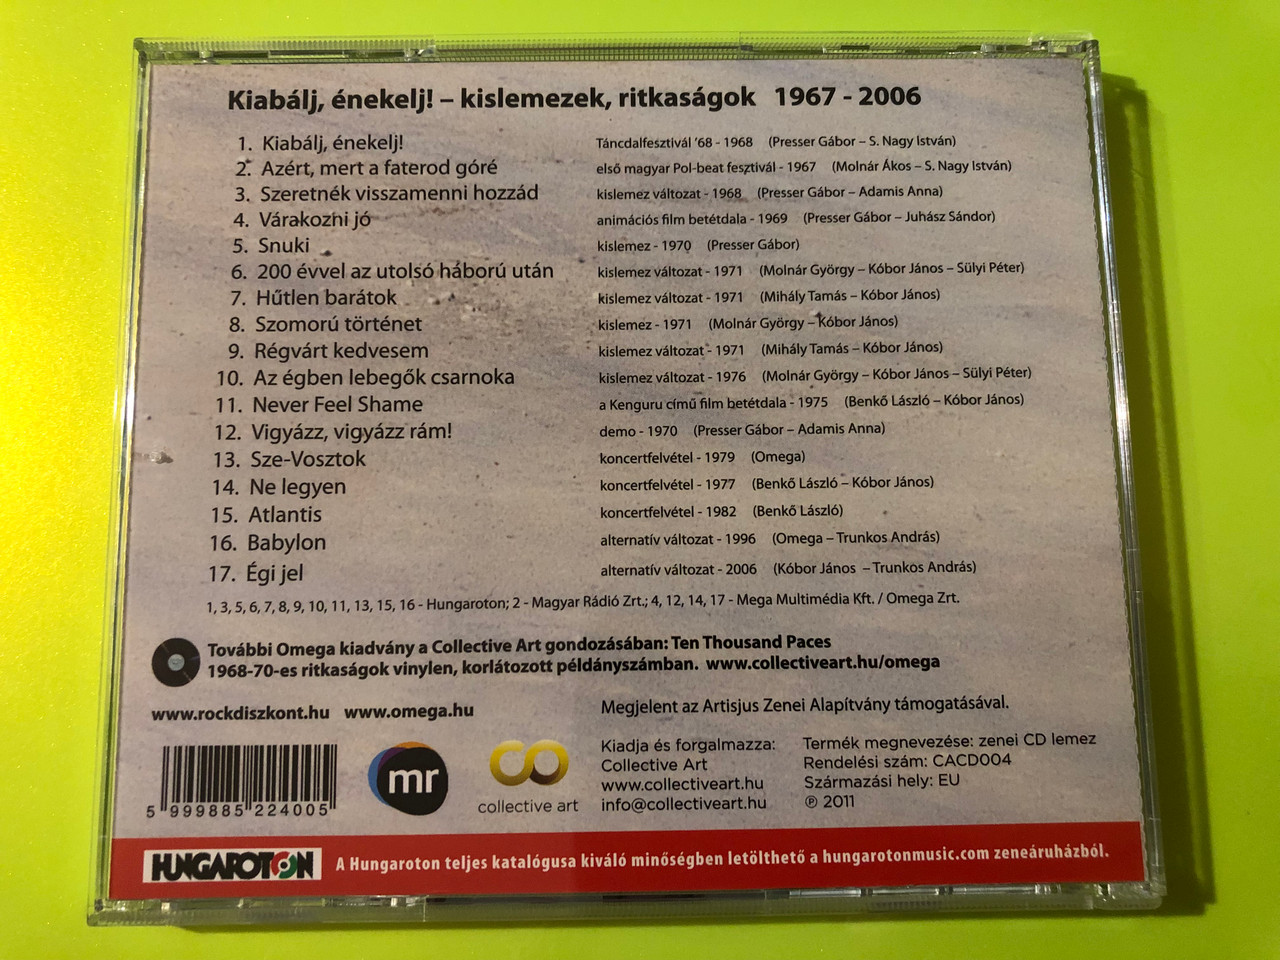 Kiabálj, énekelj! – kislemezek, ritkaságok 1967 - 2006
1. Kiabálj, énekelj! Táncdalfesztivál '68 - 1968 (Presser Gábor – S. Nagy István)
2. Azért, mert a faterod góré első magyar Pol-beat fesztivál - 1967 (Molnár Ákos – S. Nagy István)
3. Szeretnék visszamenni hozzád kislemez változat - 1968 (Presser Gábor – Adamis Anna)
4. Várakozni jó animációs film betétdala - 1969 (Presser Gábor – Juhász Sándor)
5. Snuki kislemez - 1970 (Presser Gábor)
6. 200 évvel az utolsó háború után kislemez változat - 1971 (Molnár György – Kóbor János – Sülyi Péter)
7. Hűtlen barátok kislemez változat - 1971 (Mihály Tamás – Kóbor János)
8. Szomorú történet kislemez - 1971 (Molnár György – Kóbor János)
9. Régvárt kedvesem kislemez változat - 1971 (Mihály Tamás – Kóbor János)
10. Az égben lebegők csarnoka kislemez változat - 1976 (Molnár György – Kóbor János – Sülyi Péter)
11. Never Feel Shame a Kenguru című film betétdala - 1975 (Benkő László – Kóbor János)
12. Vigyázz, vigyázz rám! demo - 1970 (Presser Gábor – Adamis Anna)
13. Sze-Vosztok koncertfelvétel - 1979 (Omega)
14. Ne legyen koncertfelvétel - 1977 (Benkő László – Kóbor János)
15. Atlantis koncertfelvétel - 1982 (Benkő László)
16. Babylon alternatív változat - 1996 (Omega – Trunkos András)
17. Égi jel alternatív változat - 2006 (Kóbor János – Trunkos András)
1, 3, 5, 6, 7, 8, 9, 10, 11, 13, 15, 16 - Hungaroton; 2 - Magyar Rádió Zrt.; 4, 12, 14, 17 - Mega Multimédia Kft. / Omega Zrt.
További Omega kiadvány a Collective Art gondozásában: Ten Thousand Paces
1968-70-es ritkaságok vinylen, korlátozott példányszámban. www.collectiveart.hu/omega
www.rockdiszkont.hu www.omega.hu
Megjelent az Artisjus Zenei Alapítvány támogatásával.
5 999885 224005
mr
collective art
Kiadja és forgalmazza:
Collective Art
www.collectiveart.hu
info@collectiveart.hu
Termék megnevezése: zenei CD lemez
Rendelési szám: CACD004
Származási hely: EU
℗ 2011
HUNGAROTON
A Hungaroton teljes katalógusa kiváló minőségben letölthető a hungarotonmusic.com zeneáruházból.